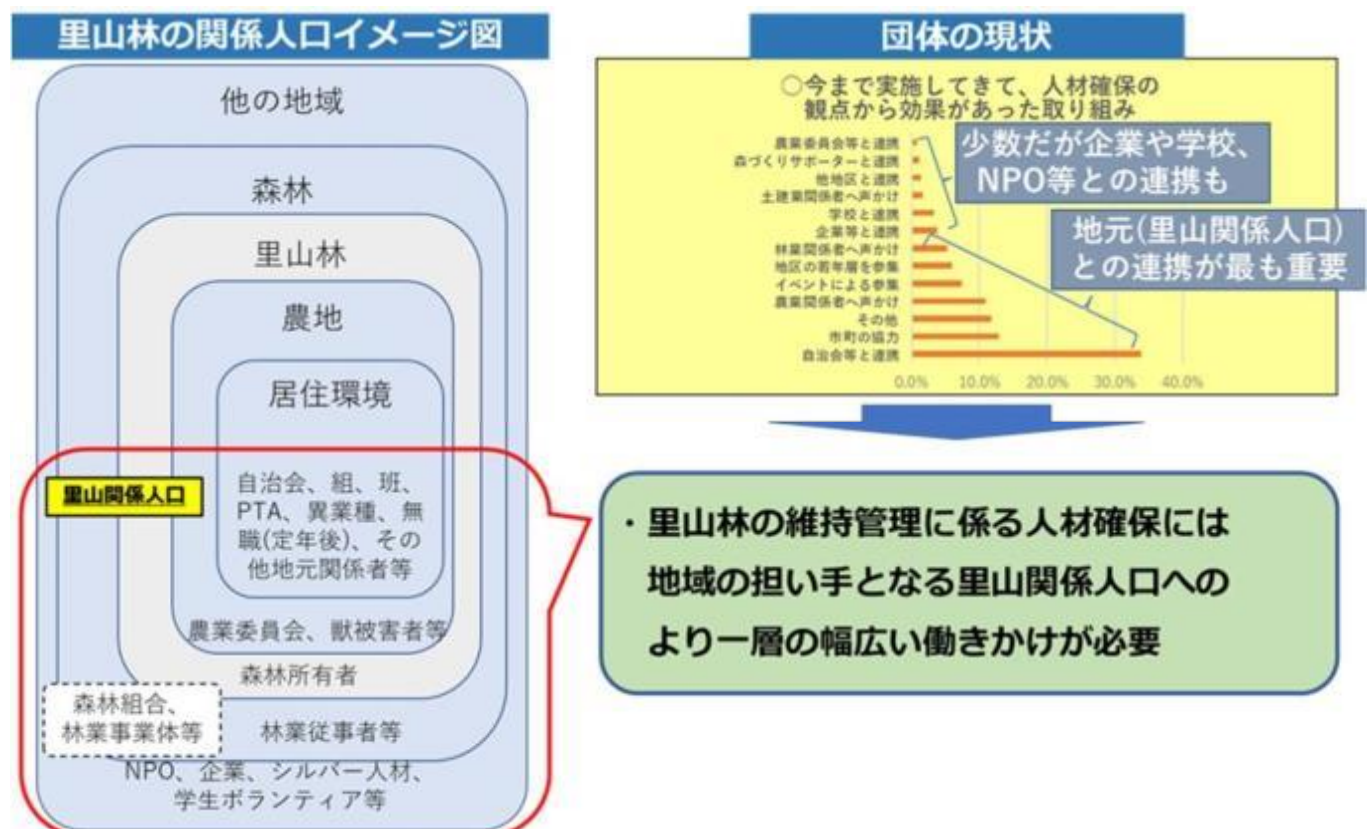 里山林の関係人口イメージ図
他の地域
森林
里山林
農地
居住環境
里山関係人口
自治会、組、班、
PTA、異業種、無
職(定年後)、その
他地元関係者等
農業委員会、獣被害者等
森林所有者
森林組合、
林業事業体等
林業従事者等
NPO、企業、シルバー人材、
学生ボランティア等
団体の現状
○今まで実施してきて、人材確保の
観点から効果があった取り組み
農業委員会等と連携
森づくりサポーターと連携
他地区と連携
土建業関係者へ声かけ
学校と連携
企業等と連携
林業関係者へ声かけ
地区の若年層を参集
イベントによる参集
農業関係者へ声かけ
その他
市町の協力
自治会等と連携
0.0%
10.0%
20.0%
30.0%
40.0%
少数だが企業や学校、
NPO等との連携も
地元(里山関係人口)
との連携が最も重要
・里山林の維持管理に係る人材確保には
地域の担い手となる里山関係人口への
より一層の幅広い働きかけが必要